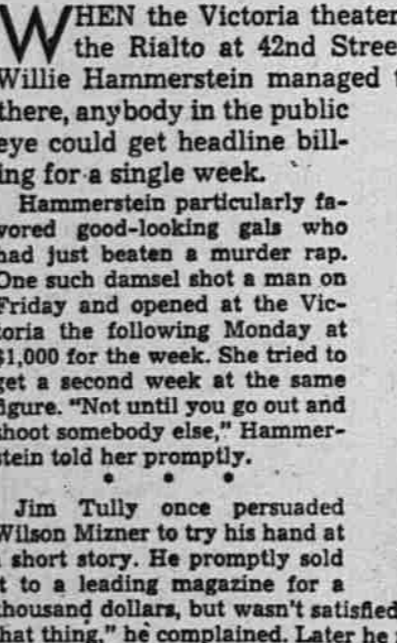 WHEN the Victoria theater
the Rialto at 42nd Stree
Willie Hammerstein managed t
there, anybody in the public
eye could get headline bill-
ing for a single week.
Hammerstein particularly fa-
vored good-looking gals who
had just beaten a murder rap.
One such damsel shot a man on
Friday and opened at the Vic-
toria the following Monday at
$1,000 for the week. She tried to
get a second week at the same
figure. "Not until you go out and
shoot somebody else," Hammer-
stein told her promptly.
• • •
Jim Tully once persuaded
Wilson Mizner to try his hand at
short story. He promptly sold
t to a leading magazine for a
thousand dollars, but wasn't satisfied
hat thing," he complained. Later he